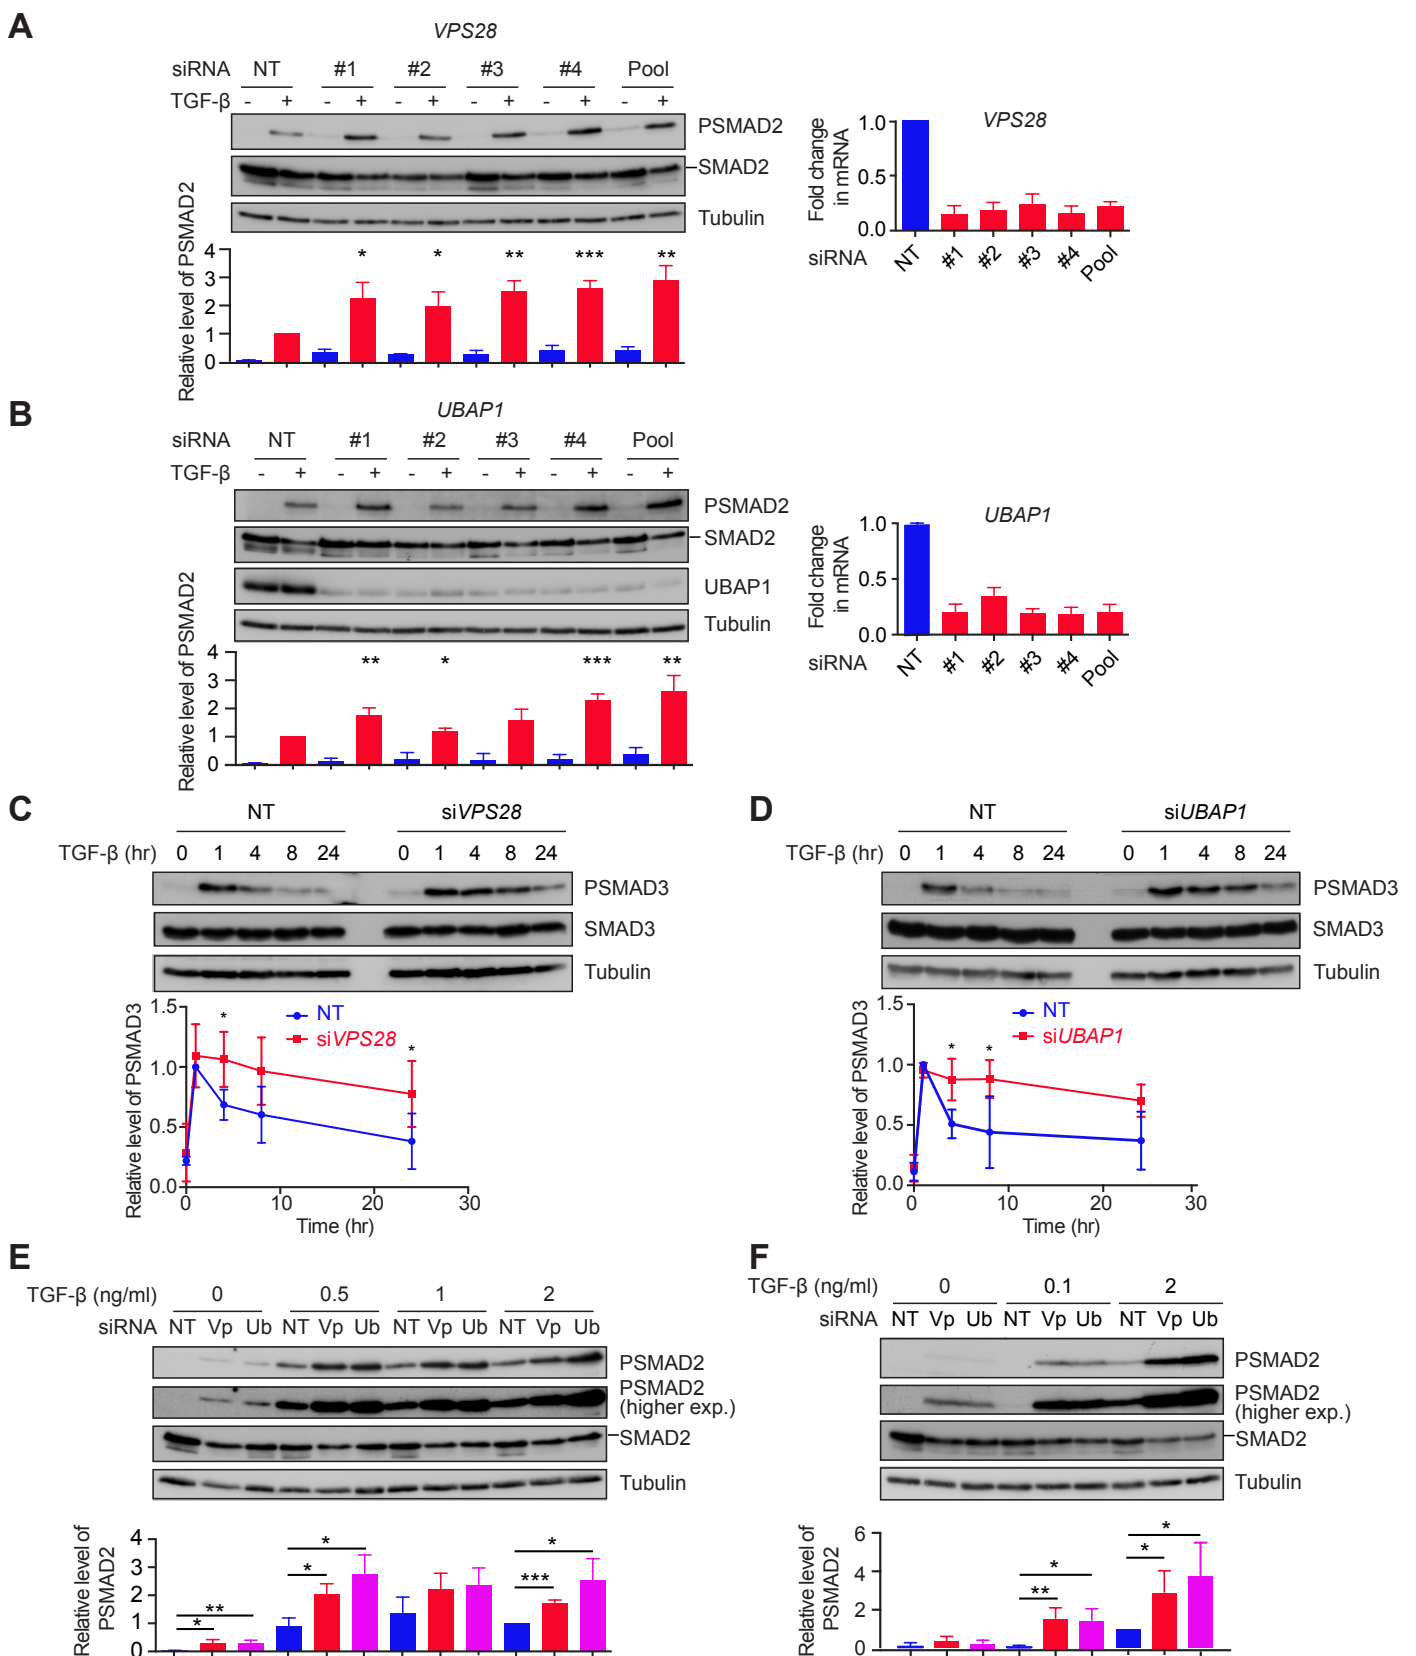 A
VPS28
siRNA NT #1 #2 #3 #4 Pool
TGF-β - + - + - + - + - + - +
PSMAD2
SMAD2
Tubulin
Relative level of PSMAD2
4
3
2
1
0
* * ** *** **
VPS28
Fold change
in mRNA
1.0
0.5
0.0
siRNA NT #1 #2 #3 #4 Pool
B
UBAP1
siRNA NT #1 #2 #3 #4 Pool
TGF-β - + - + - + - + - + - +
PSMAD2
SMAD2
UBAP1
Tubulin
Relative level of PSMAD2
4
3
2
1
0
** * *** **
UBAP1
Fold change
in mRNA
1.0
0.5
0.0
siRNA NT #1 #2 #3 #4 Pool
C
NT siVPS28
TGF-β (hr) 0 1 4 8 24 0 1 4 8 24
PSMAD3
SMAD3
Tubulin
Relative level of PSMAD3
1.5
1.0
0.5
0.0
NT
siVPS28
* *
0 10 20 30
Time (hr)
D
NT siUBAP1
TGF-β (hr) 0 1 4 8 24 0 1 4 8 24
PSMAD3
SMAD3
Tubulin
Relative level of PSMAD3
1.5
1.0
0.5
0.0
NT
siUBAP1
* *
0 10 20 30
Time (hr)
E
TGF-β (ng/ml) 0 0.5 1 2
siRNA NT Vp Ub NT Vp Ub NT Vp Ub NT Vp Ub
PSMAD2
PSMAD2
(higher exp.)
SMAD2
Tubulin
Relative level of
PSMAD2
4
3
2
1
0
** * * * *** *
F
TGF-β (ng/ml) 0 0.1 2
siRNA NT Vp Ub NT Vp Ub NT Vp Ub
PSMAD2
PSMAD2
(higher exp.)
SMAD2
Tubulin
Relative level of
PSMAD2
6
4
2
0
* ** * *